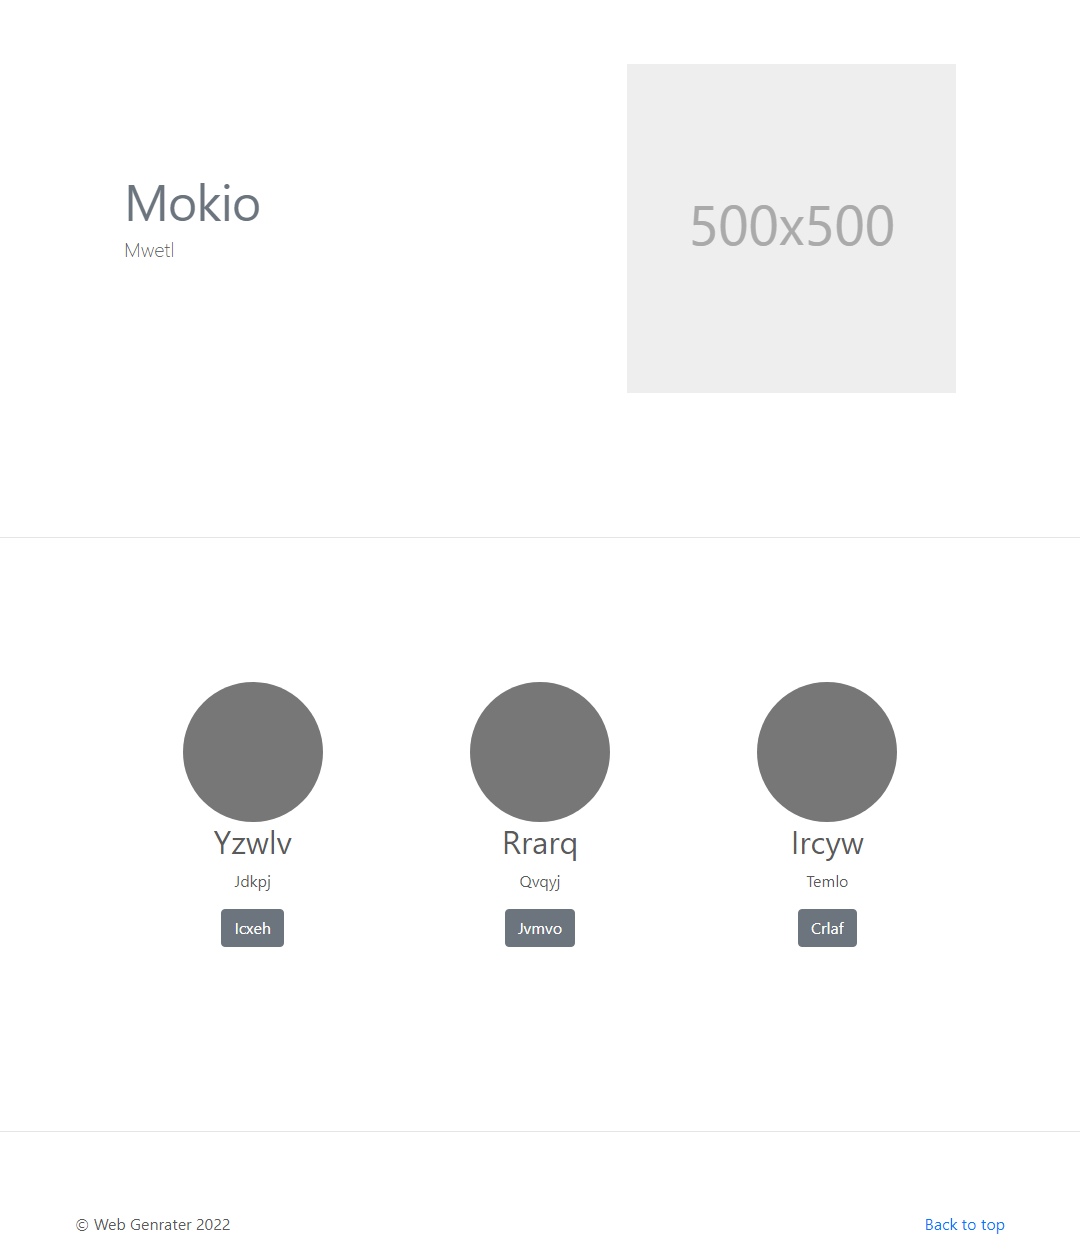 Mokio
Mwetl
500x500
Yzwlv
Jdkpj
Icxeh
Rrarq
Qvqyj
Jvmvo
Ircyw
Temlo
Crlaf
© Web Genrater 2022
Back to top